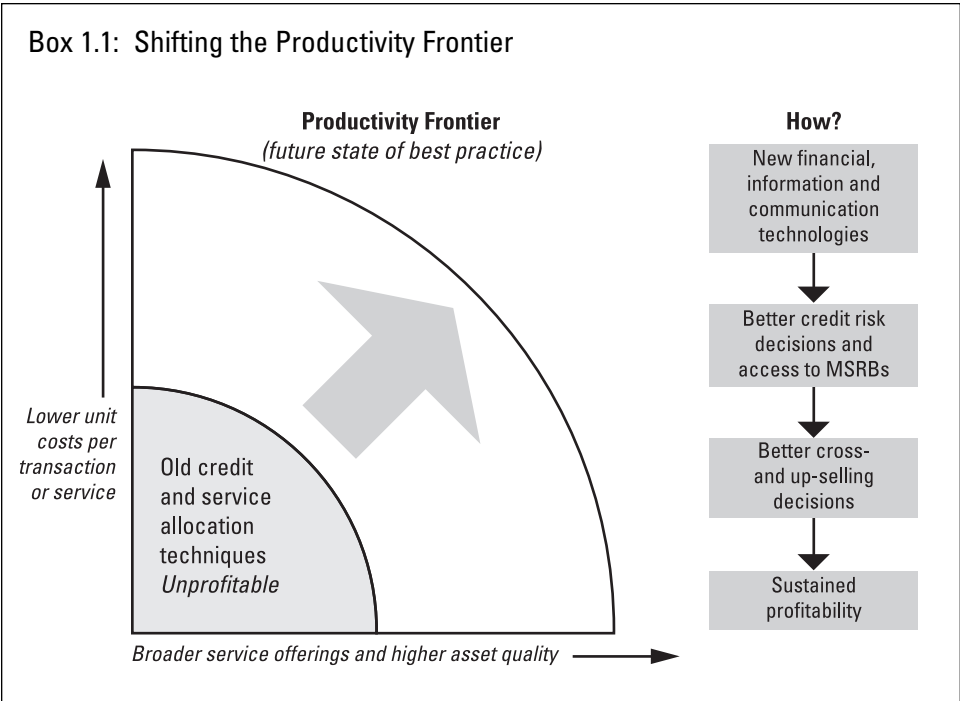 Box 1.1: Shifting the Productivity Frontier
Productivity Frontier
(future state of best practice)
Lower unit
costs per
transaction
or service
Old credit
and service
allocation
techniques
Unprofitable
Broader service offerings and higher asset quality
How?
New financial,
information and
communication
technologies
Better credit risk
decisions and
access to MSRBs
Better cross-
and up-selling
decisions
Sustained
profitability